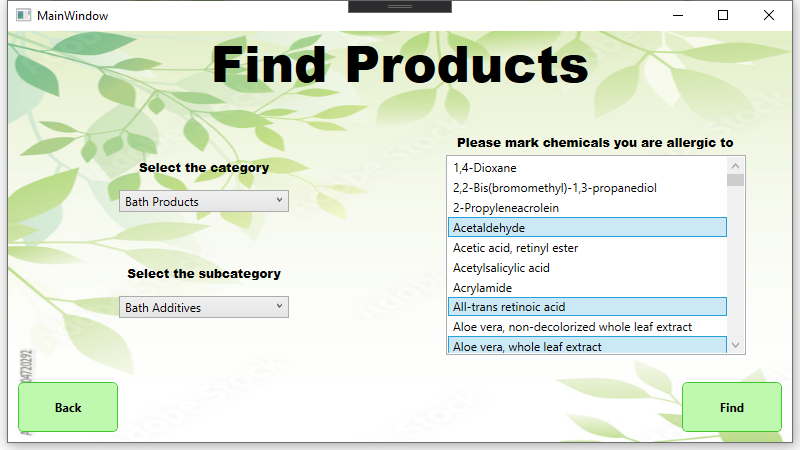 MainWindow
Find Products
Please mark chemicals you are allergic to
Select the category
Bath Products
Select the subcategory
Bath Additives
1,4-Dioxane
2,2-Bis(bromomethyl)-1,3-propanediol
2-Propyleneacrolein
Acetaldehyde
Acetic acid, retinyl ester
Acetylsalicylic acid
Acrylamide
All-trans retinoic acid
Aloe vera, non-decolorized whole leaf extract
Aloe vera, whole leaf extract
Back
Find
Adobe Stock